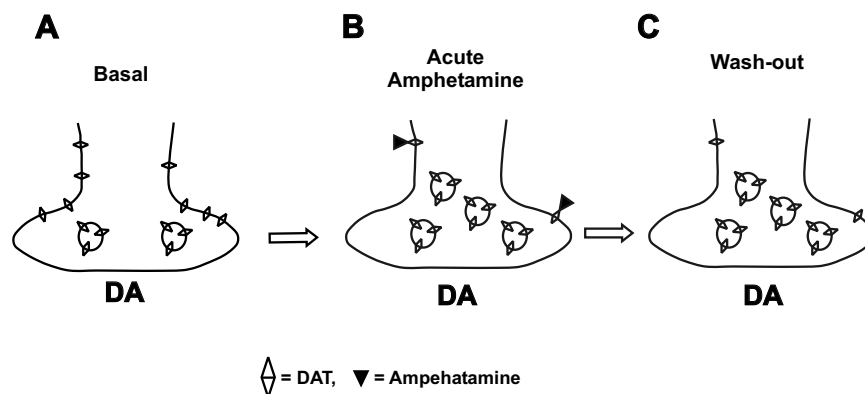 A
B
C
Basal
Acute
Amphetamine
Wash-out
DA
DA
DA
= DAT, = Ampehatamine